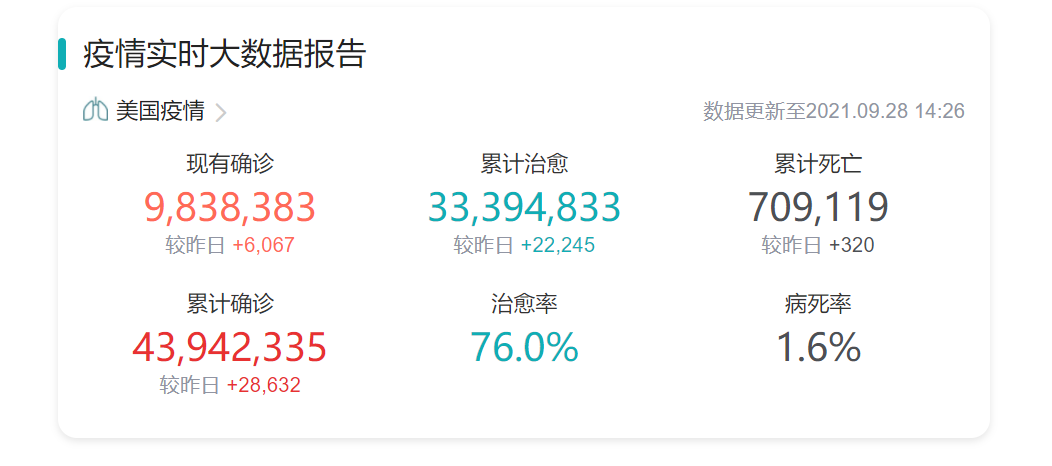 疫情实时大数据报告
美国疫情
数据更新至2021.09.28 14:26
现有确诊 累计治愈 累计死亡
9,838,383 33,394,833 709,119
较昨日 +6,067 较昨日 +22,245 较昨日 +320
累计确诊 治愈率 病死率
43,942,335 76.0% 1.6%
较昨日 +28,632